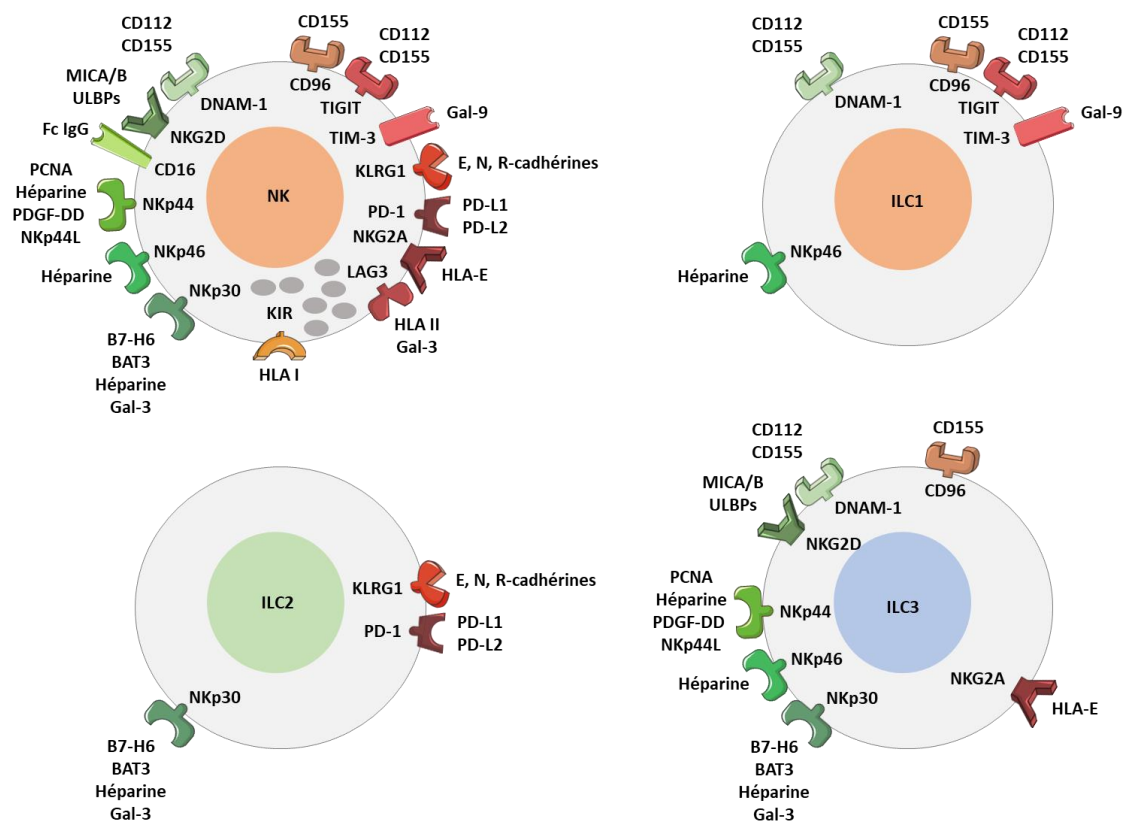 CD112
CD155
MICA/B
ULBPs
Fc IgG
PCNA
Héparine
PDGF-DD
NKp44L
Héparine
B7-H6
BAT3
Héparine
Gal-3
DNAM-1
NKG2D
CD16
NKp44
NKp46
NKp30
NK
KIR
HLA I
CD155
CD96
CD112
CD155
TIGIT
TIM-3
Gal-9
KLRG1
E, N, R-cadhérines
PD-1
PD-L1
PD-L2
NKG2A
HLA-E
LAG3
HLA II
Gal-3
CD112
CD155
DNAM-1
CD155
CD96
CD112
CD155
TIGIT
TIM-3
Gal-9
ILC1
NKp46
Héparine
ILC2
KLRG1
E, N, R-cadhérines
PD-1
PD-L1
PD-L2
NKp30
B7-H6
BAT3
Héparine
Gal-3
CD112
CD155
DNAM-1
CD155
CD96
MICA/B
ULBPs
NKG2D
PCNA
Héparine
PDGF-DD
NKp44L
NKp44
ILC3
NKp46
Héparine
NKp30
B7-H6
BAT3
Héparine
Gal-3
NKG2A
HLA-E